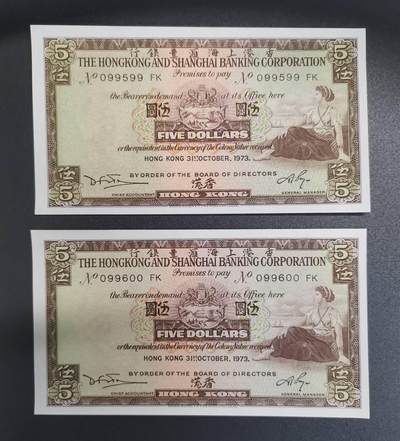 5 行銀豐滙海上港香 5
伍 THE HONGKONG AND SHANGHAI BANKING CORPORATION
No 099599 FK Promises to pay No 099599 FK
the Bearer on demand at its Office here
圓 伍
FIVE DOLLARS
or the equivalent in the Currency of the Colony Value received
HONG KONG 31ST OCTOBER, 1973.
BY ORDER OF THE BOARD OF DIRECTORS
伍 港香 伍
5 CHIEF ACCOUNTANT HONG KONG GENERAL MANAGER 5
5 行銀豐滙海上港香 5
伍 THE HONGKONG AND SHANGHAI BANKING CORPORATION
No 099600 FK Promises to pay No 099600 FK
the Bearer on demand at its Office here
圓 伍
FIVE DOLLARS
or the equivalent in the Currency of the Colony Value received
HONG KONG 31ST OCTOBER, 1973.
BY ORDER OF THE BOARD OF DIRECTORS
伍 港香 伍
5 CHIEF ACCOUNTANT HONG KONG GENERAL MANAGER 5